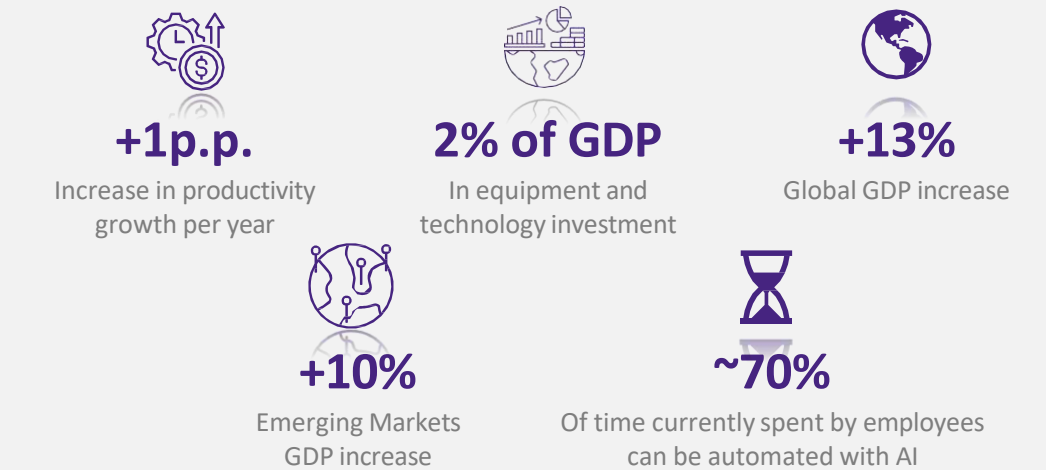 +1p.p.
Increase in productivity
growth per year
2% of GDP
In equipment and
technology investment
+13%
Global GDP increase
+10%
Emerging Markets
GDP increase
~70%
Of time currently spent by employees
can be automated with AI